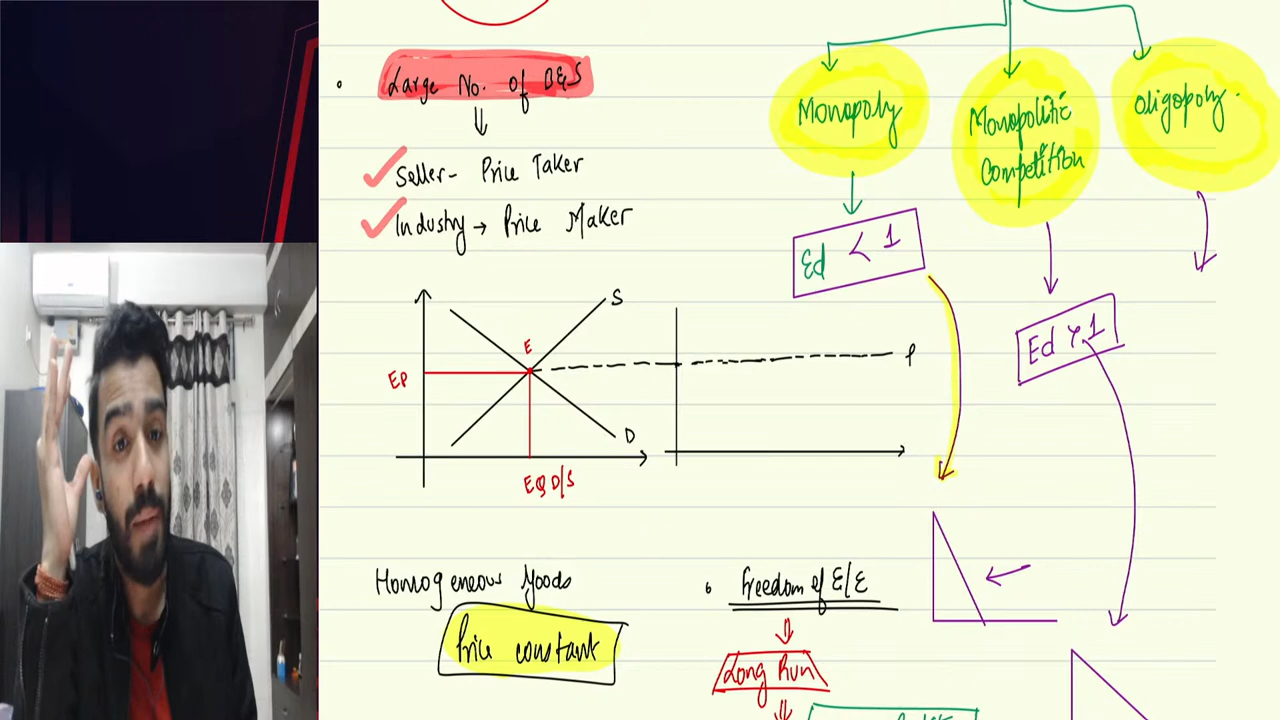 Large No. of B&S
Seller- Price Taker
Industry → Price Maker
S
E
EP
D
EQ D/S
P
Homogeneous Goods
Price constant
Freedom of E/E
Long Run
Monopoly
Monopolitic
Competition
Oligopoly.
Ed < 1
Ed > 1